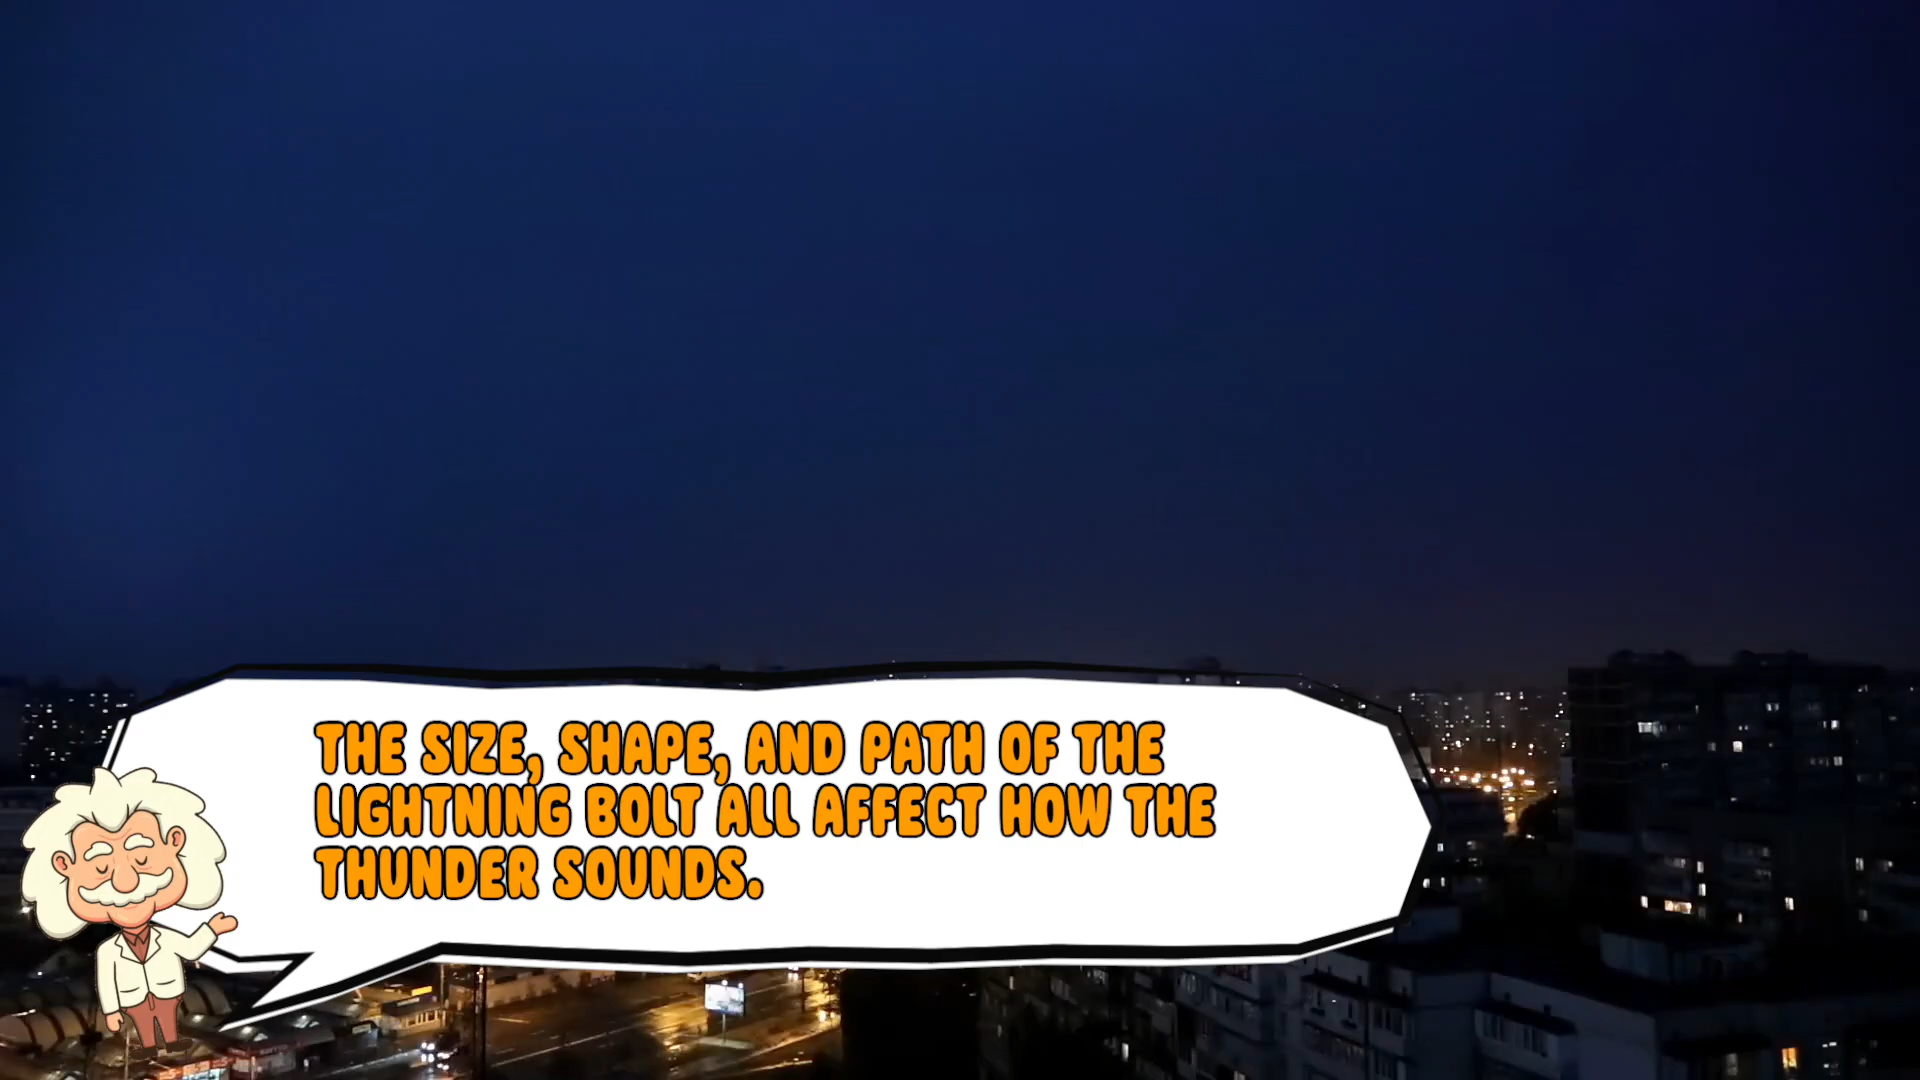 THE SIZE, SHAPE, AND PATH OF THE
LIGHTNING BOLT ALL AFFECT HOW THE
THUNDER SOUNDS.